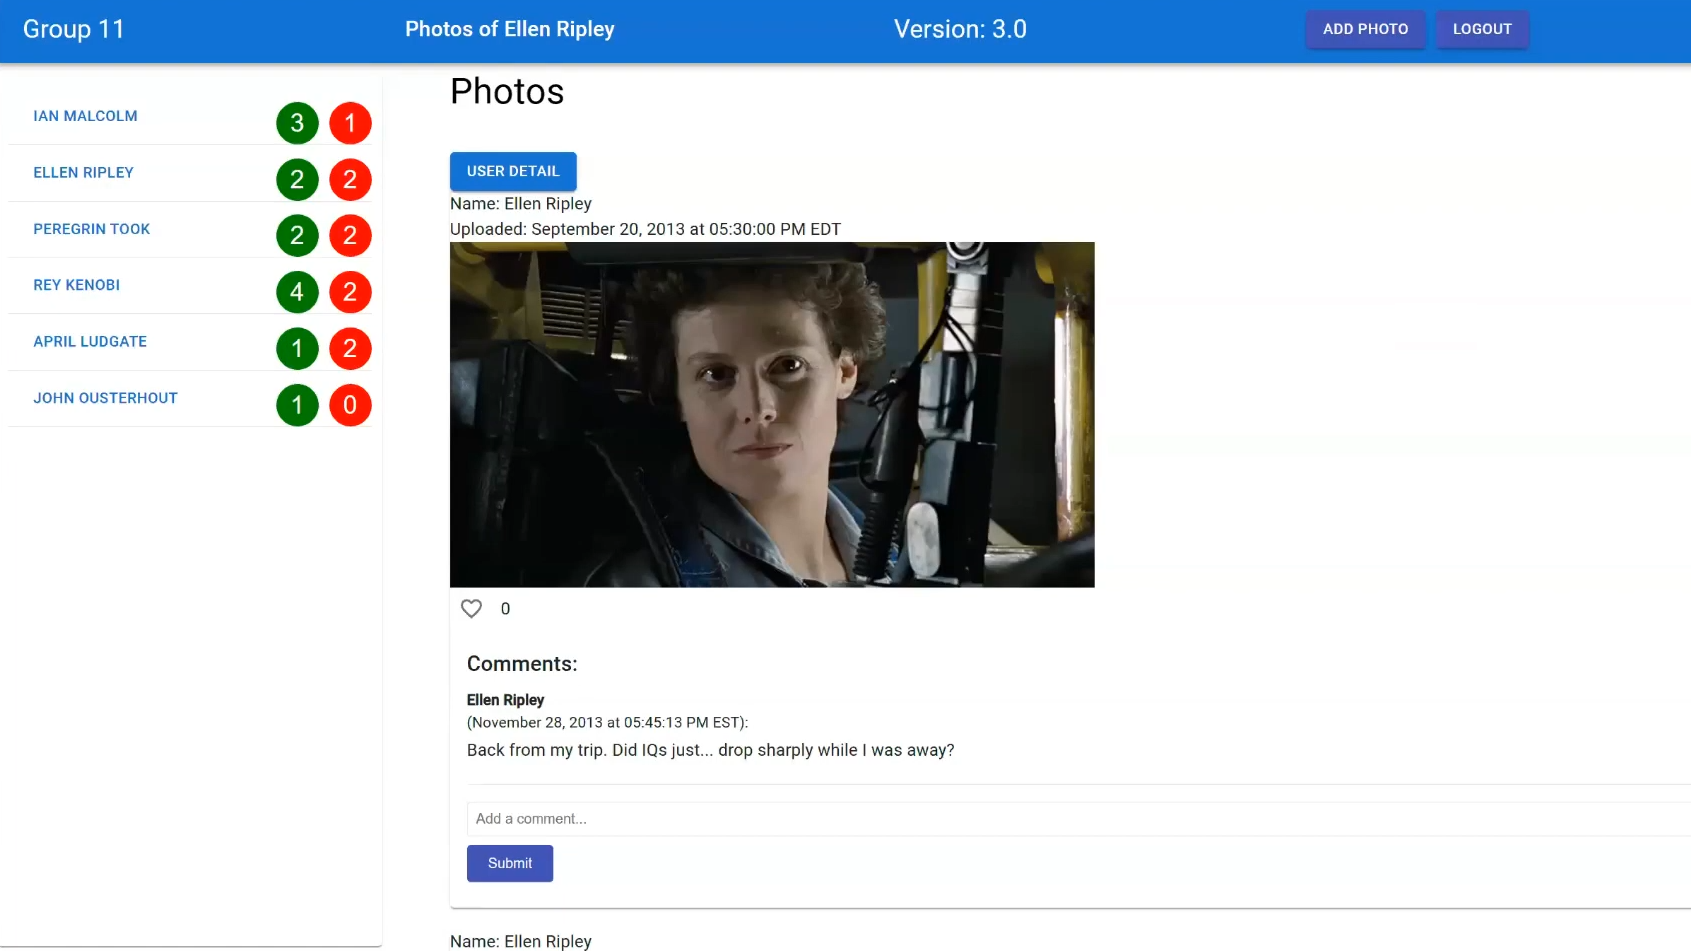 Group 11
Photos of Ellen Ripley
Version: 3.0
ADD PHOTO
LOGOUT
IAN MALCOLM
3
1
ELLEN RIPLEY
2
2
PEREGRIN TOOK
2
2
REY KENOBI
4
2
APRIL LUDGATE
1
2
JOHN OUSTERHOUT
1
0
Photos
USER DETAIL
Name: Ellen Ripley
Uploaded: September 20, 2013 at 05:30:00 PM EDT
0
Comments:
Ellen Ripley
(November 28, 2013 at 05:45:13 PM EST):
Back from my trip. Did IQs just... drop sharply while I was away?
Add a comment...
Submit
Name: Ellen Ripley